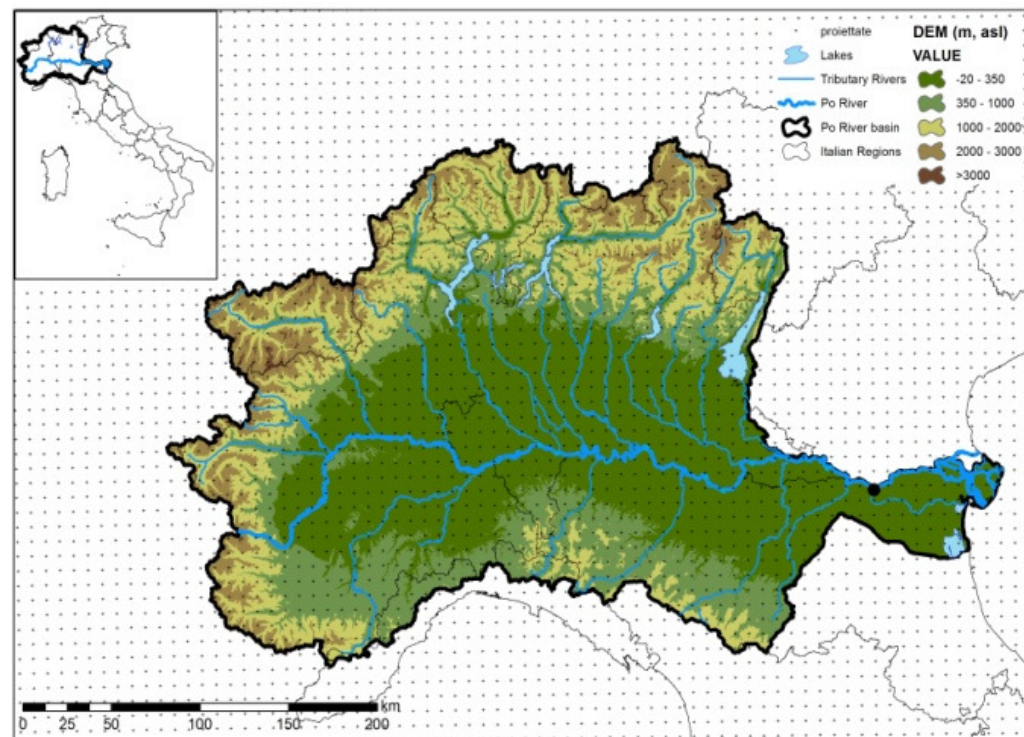 proiettate
Lakes
Tributary Rivers
Po River
Po River basin
Italian Regions
DEM (m, asl)
VALUE
-20 - 350
350 - 1000
1000 - 2000
2000 - 3000
>3000
km
0 25 50 100 150 200